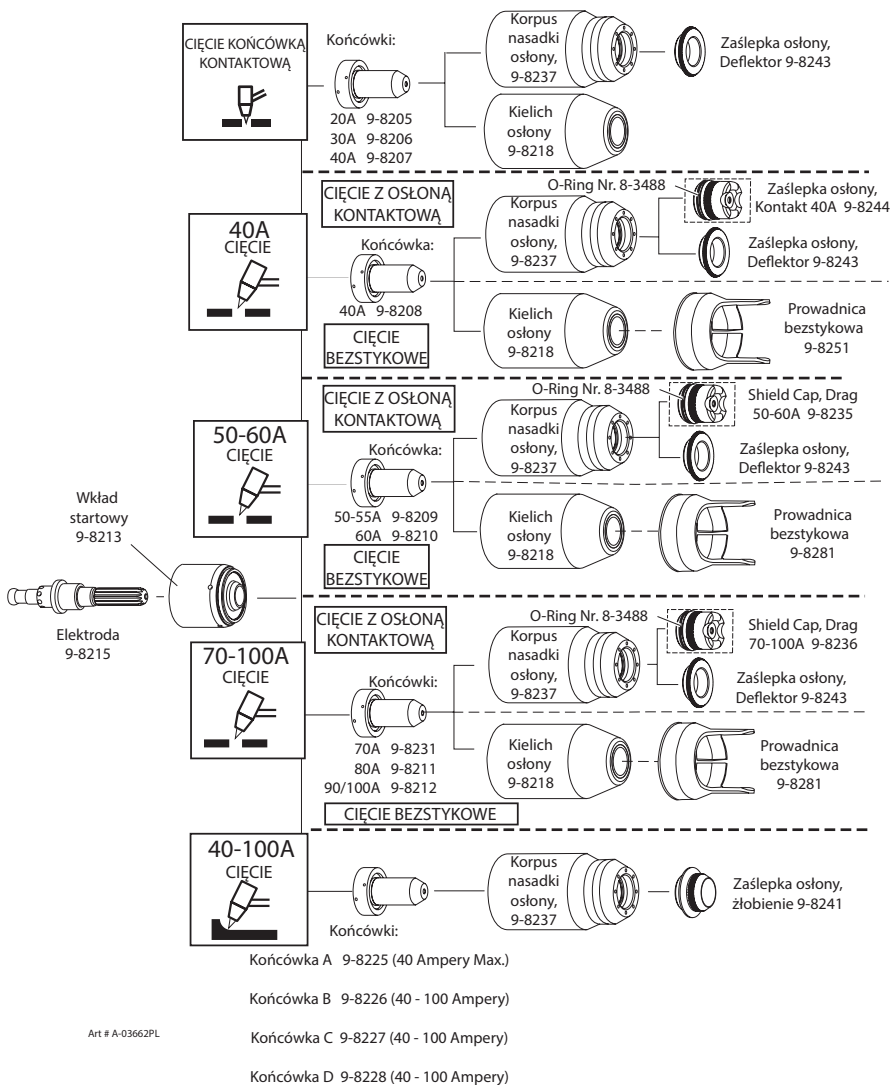 CIĘCIE KOŃCÓWKĄ
KONTAKTOWĄ
Końcówki:
20A 9-8205
30A 9-8206
40A 9-8207
Korpus
nasadki
osłony,
9-8237
Zaślepka osłony,
Deflektor 9-8243
Kielich
osłony
9-8218
40A
CIĘCIE
CIĘCIE Z OSŁONĄ
KONTAKTOWĄ
Końcówka:
40A 9-8208
CIĘCIE
BEZSTYKOWE
O-Ring Nr. 8-3488
Korpus
nasadki
osłony,
9-8237
Zaślepka osłony,
Kontakt 40A 9-8244
Zaślepka osłony,
Deflektor 9-8243
Kielich
osłony
9-8218
Prowadnica
bezstykowa
9-8251
50-60A
CIĘCIE
CIĘCIE Z OSŁONĄ
KONTAKTOWĄ
Końcówka:
50-55A 9-8209
60A 9-8210
CIĘCIE
BEZSTYKOWE
O-Ring Nr. 8-3488
Korpus
nasadki
osłony,
9-8237
Shield Cap, Drag
50-60A 9-8235
Zaślepka osłony,
Deflektor 9-8243
Kielich
osłony
9-8218
Prowadnica
bezstykowa
9-8281
Wkład
startowy
9-8213
Elektroda
9-8215
70-100A
CIĘCIE
CIĘCIE Z OSŁONĄ
KONTAKTOWĄ
Końcówki:
70A 9-8231
80A 9-8211
90/100A 9-8212
CIĘCIE BEZSTYKOWE
O-Ring Nr. 8-3488
Korpus
nasadki
osłony,
9-8237
Shield Cap, Drag
70-100A 9-8236
Zaślepka osłony,
Deflektor 9-8243
Kielich
osłony
9-8218
Prowadnica
bezstykowa
9-8281
40-100A
CIĘCIE
Końcówki:
Korpus
nasadki
osłony,
9-8237
Zaślepka osłony,
żłobienie 9-8241
Końcówka A 9-8225 (40 Ampery Max.)
Końcówka B 9-8226 (40 - 100 Ampery)
Końcówka C 9-8227 (40 - 100 Ampery)
Końcówka D 9-8228 (40 - 100 Ampery)
Art # A-03662PL